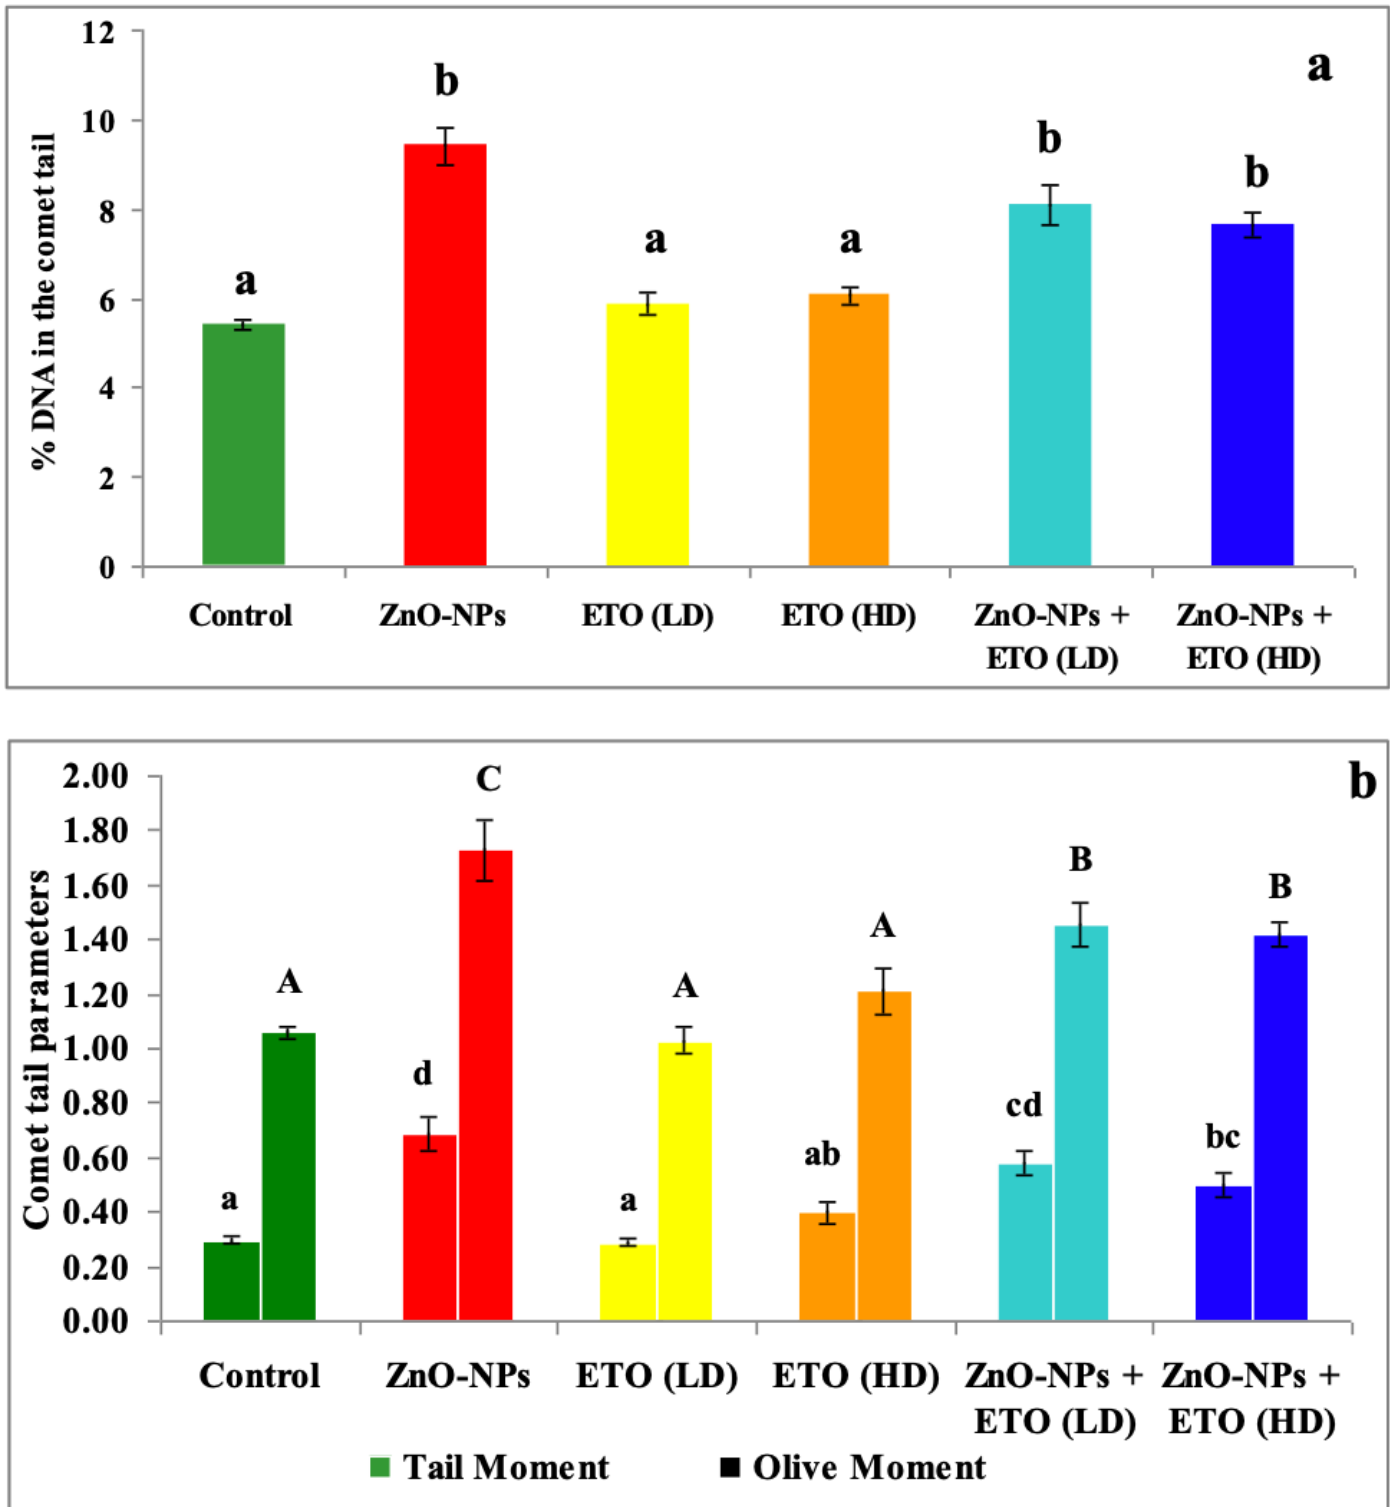 a
12
10
8
6
4
2
0
% DNA in the comet tail
a
b
a
a
b
b
Control
ZnO-NPs
ETO (LD)
ETO (HD)
ZnO-NPs +
ETO (LD)
ZnO-NPs +
ETO (HD)
b
2.00
1.80
1.60
1.40
1.20
1.00
0.80
0.60
0.40
0.20
0.00
Comet tail parameters
a
A
d
C
a
A
ab
A
cd
B
bc
B
Control
ZnO-NPs
ETO (LD)
ETO (HD)
ZnO-NPs +
ETO (LD)
ZnO-NPs +
ETO (HD)
Tail Moment
Olive Moment